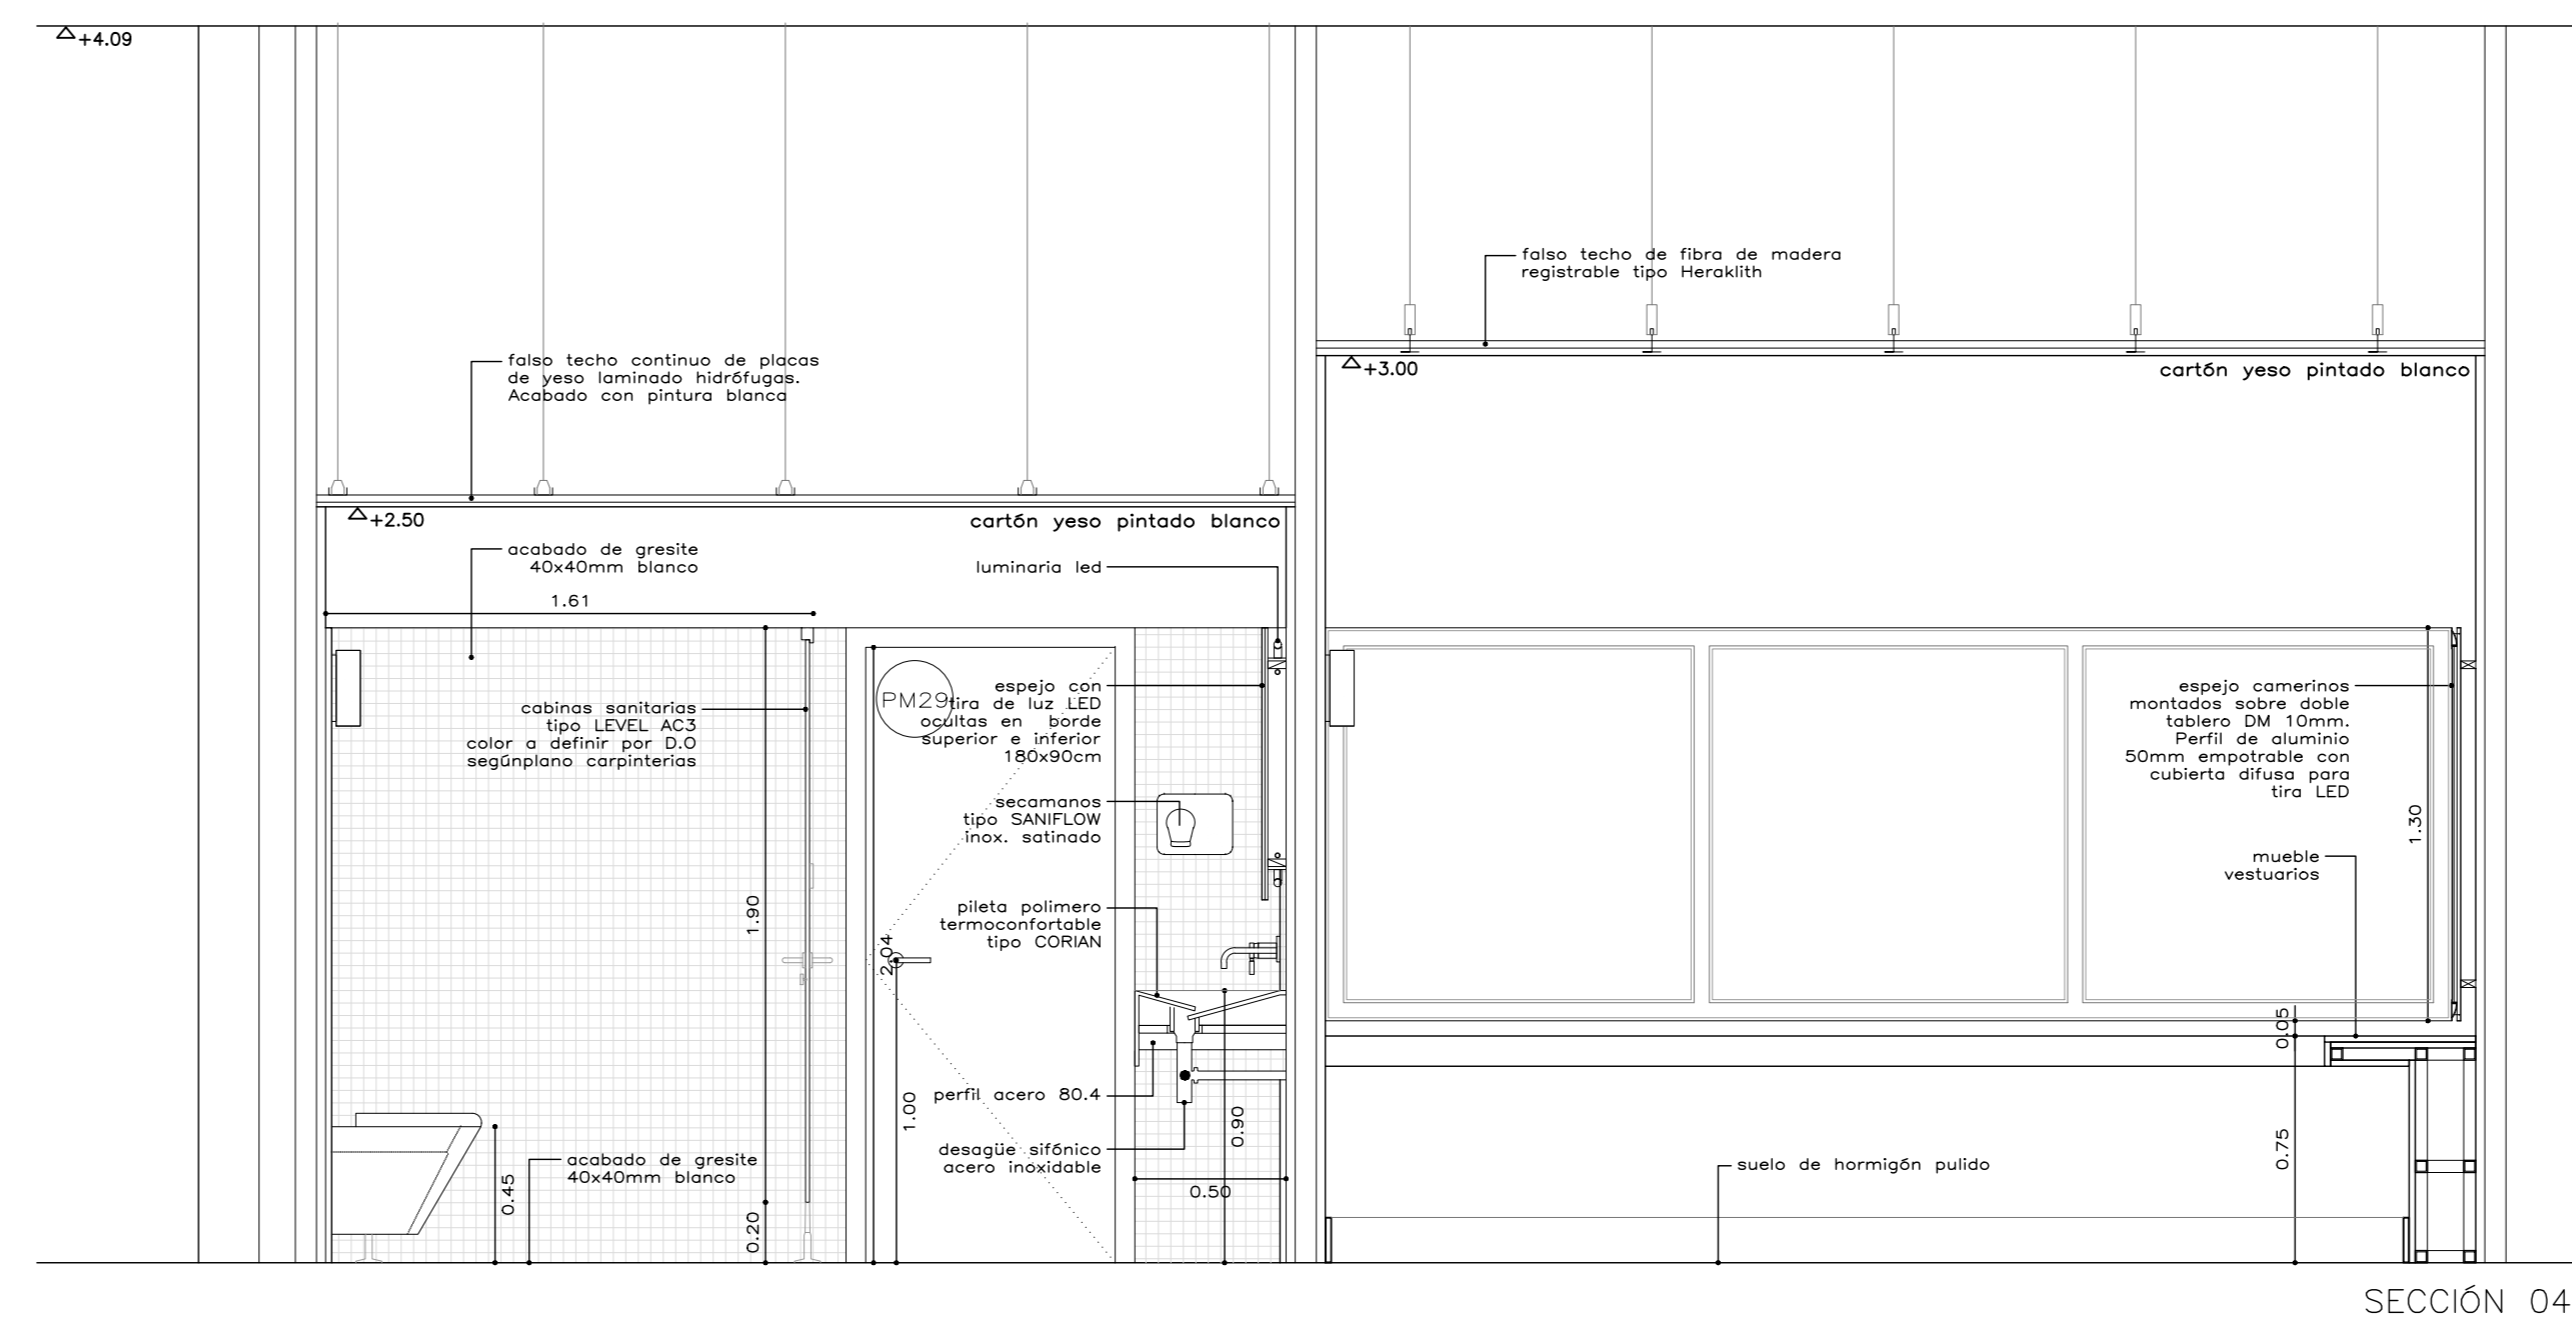 +4.09
falso techo de fibra de madera
registrable tipo Heraklith
falso techo continuo de placas
de yeso laminado hidrófugas.
Acabado con pintura blanca
+3.00
cartón yeso pintado blanco
+2.50
cartón yeso pintado blanco
acabado de gresite
40x40mm blanco
luminaria led
1.61
cabinas sanitarias
tipo LEVEL AC3
color a definir por D.O
segúnplano carpinterias
PM29
espejo con
tira de luz LED
ocultas en borde
superior e inferior
180x90cm
espejo camerinos
montados sobre doble
tablero DM 10mm.
Perfil de aluminio
50mm empotrable con
cubierta difusa para
tira LED
secamanos
tipo SANIFLOW
inox. satinado
1.30
mueble
vestuarios
1.90
pileta polimero
termoconfortable
tipo CORIAN
2.04
0.05
perfil acero 80.4
1.00
0.90
desagüe sifónico
acero inoxidable
0.75
acabado de gresite
40x40mm blanco
suelo de hormigón pulido
0.45
0.50
0.20
SECCIÓN 04